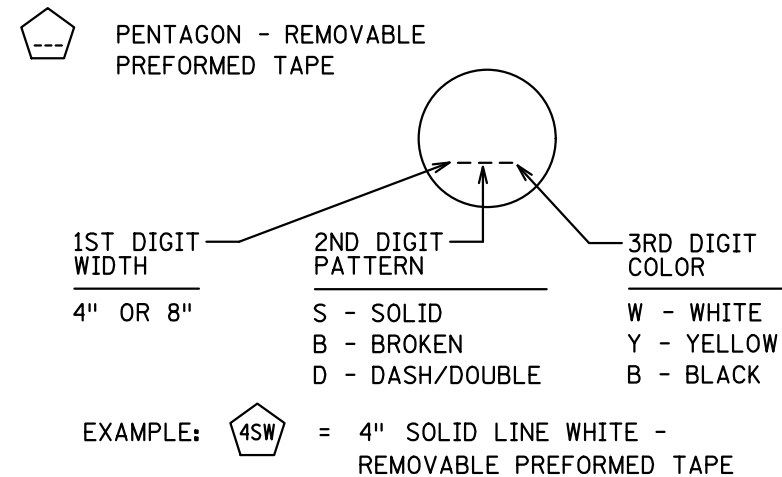 PENTAGON - REMOVABLE
PREFORMED TAPE
1ST DIGIT
WIDTH
4" OR 8"
2ND DIGIT
PATTERN
S - SOLID
B - BROKEN
D - DASH/DOUBLE
3RD DIGIT
COLOR
W - WHITE
Y - YELLOW
B - BLACK
EXAMPLE: 4SW = 4" SOLID LINE WHITE -
REMOVABLE PREFORMED TAPE